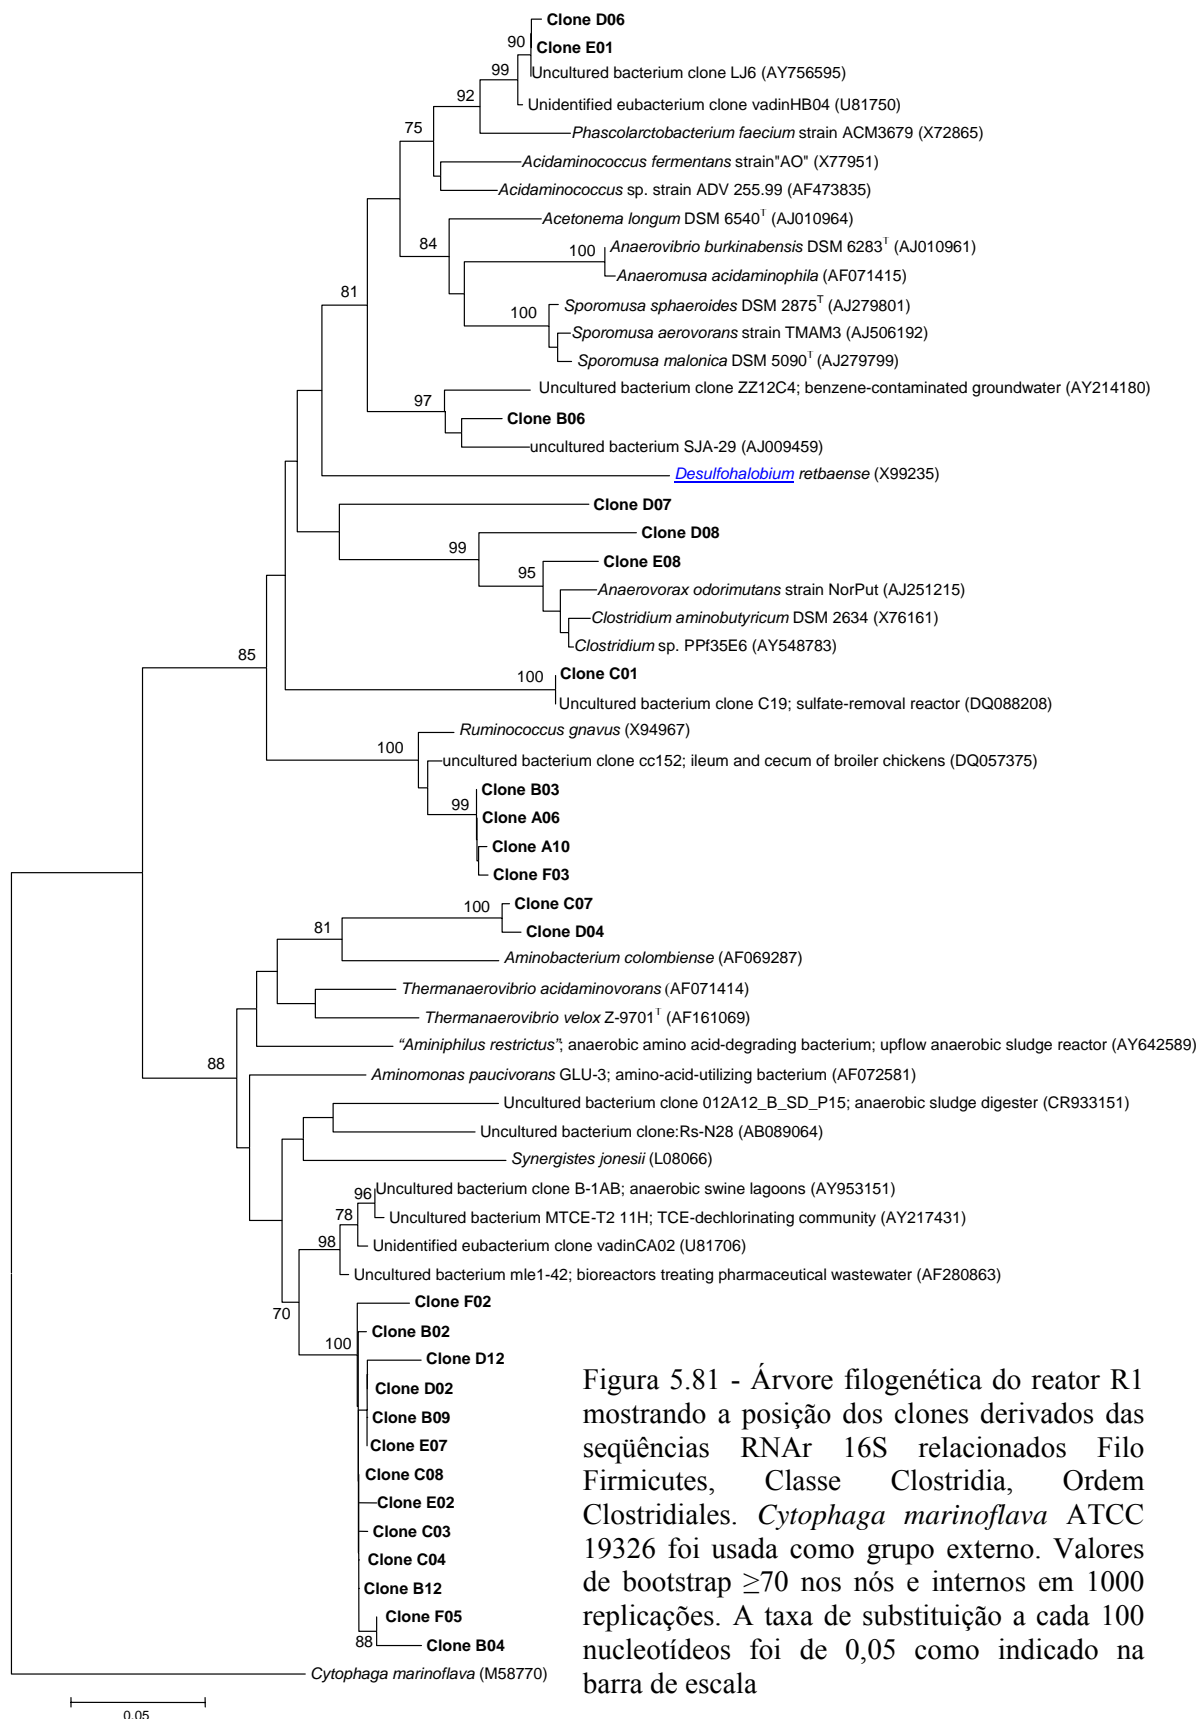 Clone D06
90
Clone E01
99
Uncultured bacterium clone LJ6 (AY756595)
92
Unidentified eubacterium clone vadinHB04 (U81750)
75
Phascolarctobacterium faecium strain ACM3679 (X72865)
Acidaminococcus fermentans strain"AO" (X77951)
Acidaminococcus sp. strain ADV 255.99 (AF473835)
Acetonema longum DSM 6540ᵀ (AJ010964)
84
100
Anaerovibrio burkinabensis DSM 6283ᵀ (AJ010961)
Anaeromusa acidaminophila (AF071415)
81
Sporomusa sphaeroides DSM 2875ᵀ (AJ279801)
100
Sporomusa aerovorans strain TMAM3 (AJ506192)
Sporomusa malonica DSM 5090ᵀ (AJ279799)
Uncultured bacterium clone ZZ12C4; benzene-contaminated groundwater (AY214180)
97
Clone B06
uncultured bacterium SJA-29 (AJ009459)
Desulfohalobium retbaense (X99235)
Clone D07
Clone D08
99
Clone E08
95
Anaerovorax odorimutans strain NorPut (AJ251215)
Clostridium aminobutyricum DSM 2634 (X76161)
Clostridium sp. PPf35E6 (AY548783)
85
Clone C01
100
Uncultured bacterium clone C19; sulfate-removal reactor (DQ088208)
Ruminococcus gnavus (X94967)
100
uncultured bacterium clone cc152; ileum and cecum of broiler chickens (DQ057375)
Clone B03
99
Clone A06
Clone A10
Clone F03
Clone C07
100
Clone D04
81
Aminobacterium colombiense (AF069287)
Thermanaerovibrio acidaminovorans (AF071414)
Thermanaerovibrio velox Z-9701ᵀ (AF161069)
“Aminiphilus restrictus”; anaerobic amino acid-degrading bacterium; upflow anaerobic sludge reactor (AY642589)
88
Aminomonas paucivorans GLU-3; amino-acid-utilizing bacterium (AF072581)
Uncultured bacterium clone 012A12_B_SD_P15; anaerobic sludge digester (CR933151)
Uncultured bacterium clone:Rs-N28 (AB089064)
Synergistes jonesii (L08066)
Uncultured bacterium clone B-1AB; anaerobic swine lagoons (AY953151)
96
Uncultured bacterium MTCE-T2 11H; TCE-dechlorinating community (AY217431)
78
Unidentified eubacterium clone vadinCA02 (U81706)
98
Uncultured bacterium mle1-42; bioreactors treating pharmaceutical wastewater (AF280863)
Clone F02
70
Clone B02
100
Clone D12
Clone D02
Clone B09
Clone E07
Clone C08
Clone E02
Clone C03
Clone C04
Clone B12
Clone F05
88
Clone B04
Cytophaga marinoflava (M58770)
0.05
Figura 5.81 - Árvore filogenética do reator R1
mostrando a posição dos clones derivados das
seqüências RNAr 16S relacionados Filo
Firmicutes, Classe Clostridia, Ordem
Clostridiales. Cytophaga marinoflava ATCC
19326 foi usada como grupo externo. Valores
de bootstrap ≥70 nos nós e internos em 1000
replicações. A taxa de substituição a cada 100
nucleotídeos foi de 0,05 como indicado na
barra de escala